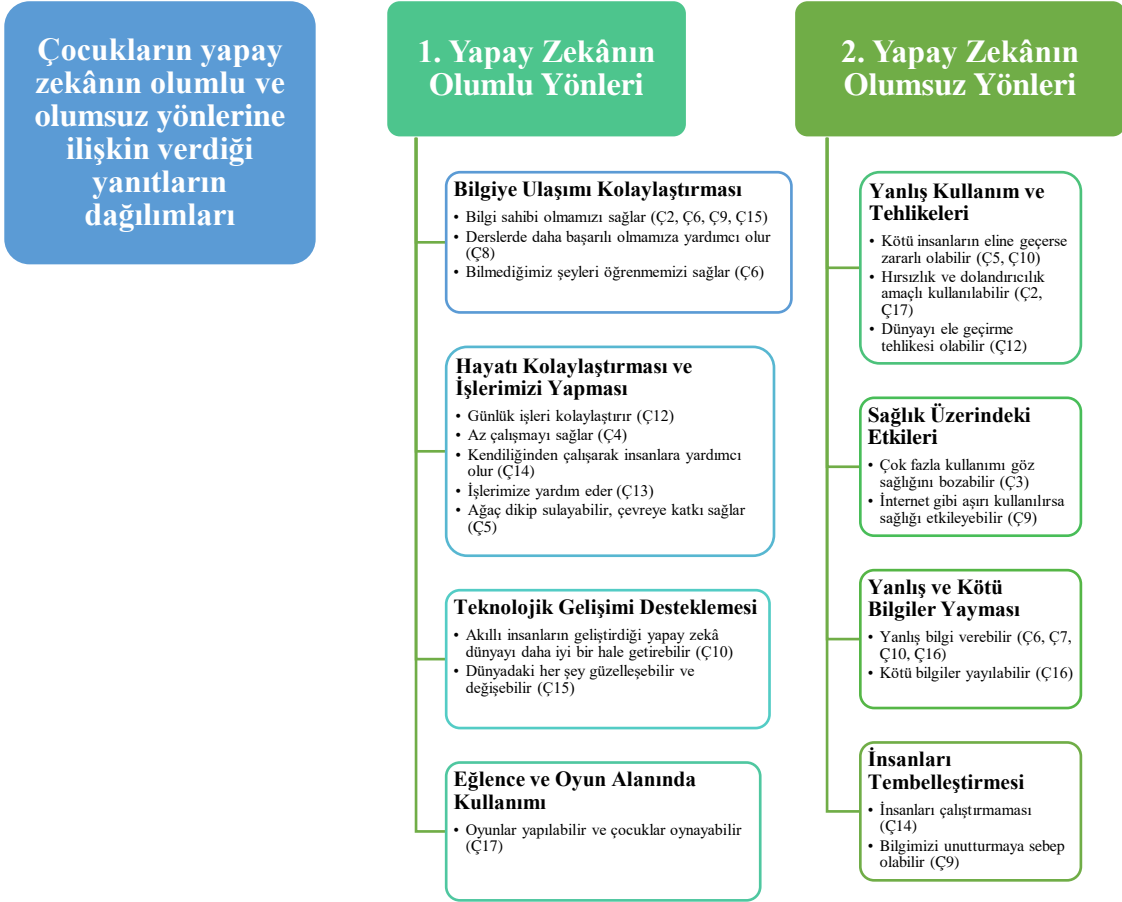 Çocukların yapay
zekânın olumlu ve
olumsuz yönlerine
ilişkin verdiği
yanıtların
dağılımları
1. Yapay Zekânın
Olumlu Yönleri
Bilgiye Ulaşımı Kolaylaştırması
• Bilgi sahibi olmamızı sağlar (Ç2, Ç6, Ç9, Ç15)
• Derslerde daha başarılı olmamıza yardımcı olur
(Ç8)
• Bilmediğimiz şeyleri öğrenmemizi sağlar (Ç6)
Hayatı Kolaylaştırması ve
İşlerimizi Yapması
• Günlük işleri kolaylaştırır (Ç12)
• Az çalışmayı sağlar (Ç4)
• Kendiliğinden çalışarak insanlara yardımcı
olur (Ç14)
• İşlerimize yardım eder (Ç13)
• Ağaç dikip sulayabilir, çevreye katkı sağlar
(Ç5)
Teknolojik Gelişimi Desteklemesi
• Akıllı insanların geliştirdiği yapay zekâ
dünyayı daha iyi bir hale getirebilir (Ç10)
• Dünyadaki her şey güzelleşebilir ve
değişebilir (Ç15)
Eğlence ve Oyun Alanında
Kullanımı
• Oyunlar yapılabilir ve çocuklar oynayabilir
(Ç17)
2. Yapay Zekânın
Olumsuz Yönleri
Yanlış Kullanım ve
Tehlikeleri
• Kötü insanların eline geçerse
zararlı olabilir (Ç5, Ç10)
• Hırsızlık ve dolandırıcılık
amaçlı kullanılabilir (Ç2,
Ç17)
• Dünyayı ele geçirme
tehlikesi olabilir (Ç12)
Sağlık Üzerindeki
Etkileri
• Çok fazla kullanımı göz
sağlığını bozabilir (Ç3)
• İnternet gibi aşırı kullanılırsa
sağlığı etkileyebilir (Ç9)
Yanlış ve Kötü
Bilgiler Yayması
• Yanlış bilgi verebilir (Ç6, Ç7,
Ç10, Ç16)
• Kötü bilgiler yayılabilir (Ç16)
İnsanları
Tembelleştirmesi
• İnsanları çalıştırmaması
(Ç14)
• Bilgimizi unutturmaya sebep
olabilir (Ç9)